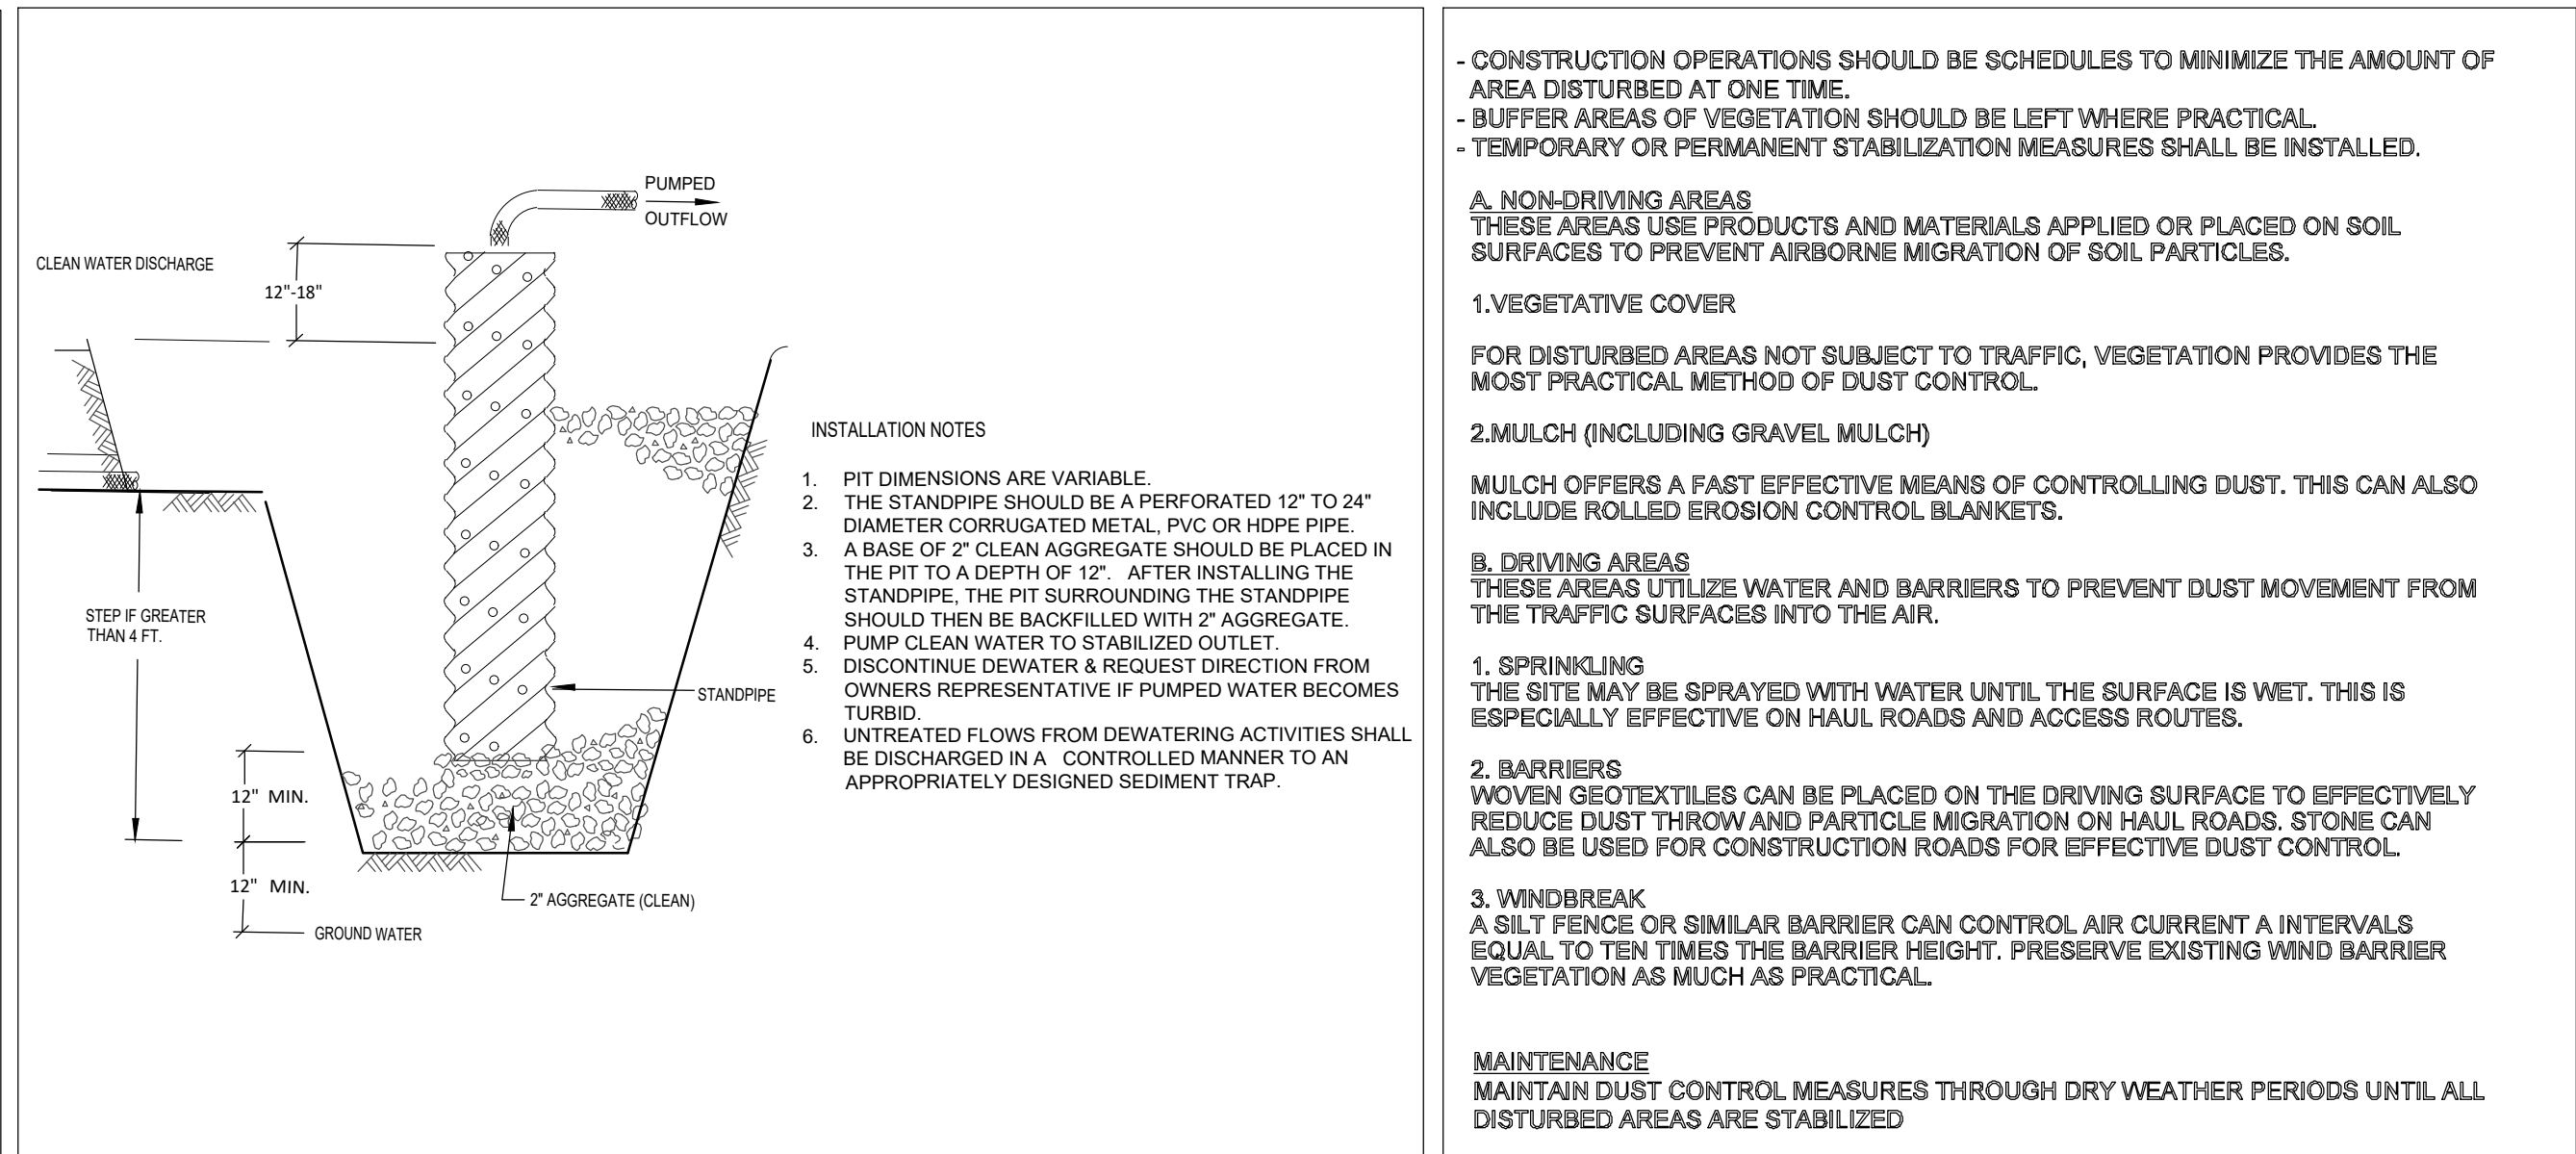 PUMPED
OUTFLOW
CLEAN WATER DISCHARGE
12"-18"
STEP IF GREATER
THAN 4 FT.
STANDPIPE
12" MIN.
12" MIN.
2" AGGREGATE (CLEAN)
GROUND WATER
INSTALLATION NOTES
1. PIT DIMENSIONS ARE VARIABLE.
2. THE STANDPIPE SHOULD BE A PERFORATED 12" TO 24"
DIAMETER CORRUGATED METAL, PVC OR HDPE PIPE.
3. A BASE OF 2" CLEAN AGGREGATE SHOULD BE PLACED IN
THE PIT TO A DEPTH OF 12". AFTER INSTALLING THE
STANDPIPE, THE PIT SURROUNDING THE STANDPIPE
SHOULD THEN BE BACKFILLED WITH 2" AGGREGATE.
4. PUMP CLEAN WATER TO STABILIZED OUTLET.
5. DISCONTINUE DEWATER & REQUEST DIRECTION FROM
OWNERS REPRESENTATIVE IF PUMPED WATER BECOMES
TURBID.
6. UNTREATED FLOWS FROM DEWATERING ACTIVITIES SHALL
BE DISCHARGED IN A CONTROLLED MANNER TO AN
APPROPRIATELY DESIGNED SEDIMENT TRAP.
- CONSTRUCTION OPERATIONS SHOULD BE SCHEDULES TO MINIMIZE THE AMOUNT OF
AREA DISTURBED AT ONE TIME.
- BUFFER AREAS OF VEGETATION SHOULD BE LEFT WHERE PRACTICAL.
- TEMPORARY OR PERMANENT STABILIZATION MEASURES SHALL BE INSTALLED.
A. NON-DRIVING AREAS
THESE AREAS USE PRODUCTS AND MATERIALS APPLIED OR PLACED ON SOIL
SURFACES TO PREVENT AIRBORNE MIGRATION OF SOIL PARTICLES.
1.VEGETATIVE COVER
FOR DISTURBED AREAS NOT SUBJECT TO TRAFFIC, VEGETATION PROVIDES THE
MOST PRACTICAL METHOD OF DUST CONTROL.
2.MULCH (INCLUDING GRAVEL MULCH)
MULCH OFFERS A FAST EFFECTIVE MEANS OF CONTROLLING DUST. THIS CAN ALSO
INCLUDE ROLLED EROSION CONTROL BLANKETS.
B. DRIVING AREAS
THESE AREAS UTILIZE WATER AND BARRIERS TO PREVENT DUST MOVEMENT FROM
THE TRAFFIC SURFACES INTO THE AIR.
1. SPRINKLING
THE SITE MAY BE SPRAYED WITH WATER UNTIL THE SURFACE IS WET. THIS IS
ESPECIALLY EFFECTIVE ON HAUL ROADS AND ACCESS ROUTES.
2. BARRIERS
WOVEN GEOTEXTILES CAN BE PLACED ON THE DRIVING SURFACE TO EFFECTIVELY
REDUCE DUST THROW AND PARTICLE MIGRATION ON HAUL ROADS. STONE CAN
ALSO BE USED FOR CONSTRUCTION ROADS FOR EFFECTIVE DUST CONTROL.
3. WINDBREAK
A SILT FENCE OR SIMILAR BARRIER CAN CONTROL AIR CURRENT A INTERVALS
EQUAL TO TEN TIMES THE BARRIER HEIGHT. PRESERVE EXISTING WIND BARRIER
VEGETATION AS MUCH AS PRACTICAL.
MAINTENANCE
MAINTAIN DUST CONTROL MEASURES THROUGH DRY WEATHER PERIODS UNTIL ALL
DISTURBED AREAS ARE STABILIZED